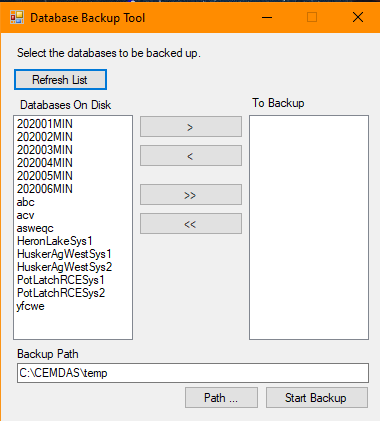 Database Backup Tool
Select the databases to be backed up.
Refresh List
Databases On Disk
To Backup
202001MIN
202002MIN
202003MIN
202004MIN
202005MIN
202006MIN
abc
acv
asweqc
HeronLakeSys1
HuskerAgWestSys1
HuskerAgWestSys2
PotLatchRCESys1
PotLatchRCESys2
yfcwe
>
<
>>
<<
Backup Path
C:\CEMDAS\temp
Path ...
Start Backup